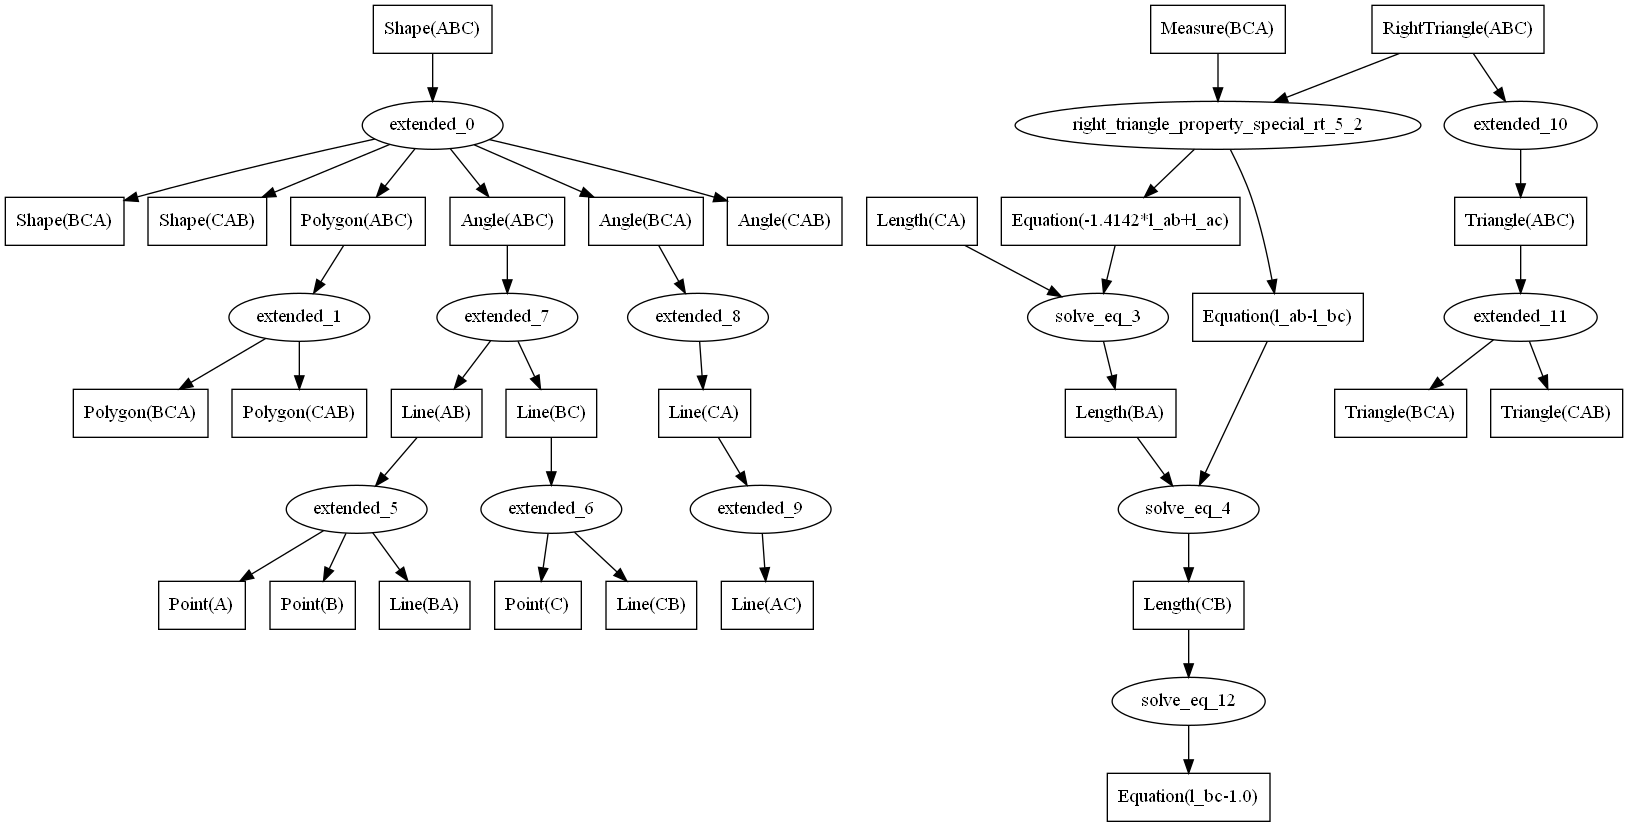 Shape(ABC)
Measure(BCA)
RightTriangle(ABC)
extended_0
right_triangle_property_special_rt_5_2
extended_10
Shape(BCA)
Shape(CAB)
Polygon(ABC)
Angle(ABC)
Angle(BCA)
Angle(CAB)
Length(CA)
Equation(-1.4142*l_ab+l_ac)
Triangle(ABC)
extended_1
extended_7
extended_8
solve_eq_3
Equation(l_ab-l_bc)
extended_11
Polygon(BCA)
Polygon(CAB)
Line(AB)
Line(BC)
Line(CA)
Length(BA)
Triangle(BCA)
Triangle(CAB)
extended_5
extended_6
extended_9
solve_eq_4
Point(A)
Point(B)
Line(BA)
Point(C)
Line(CB)
Line(AC)
Length(CB)
solve_eq_12
Equation(l_bc-1.0)